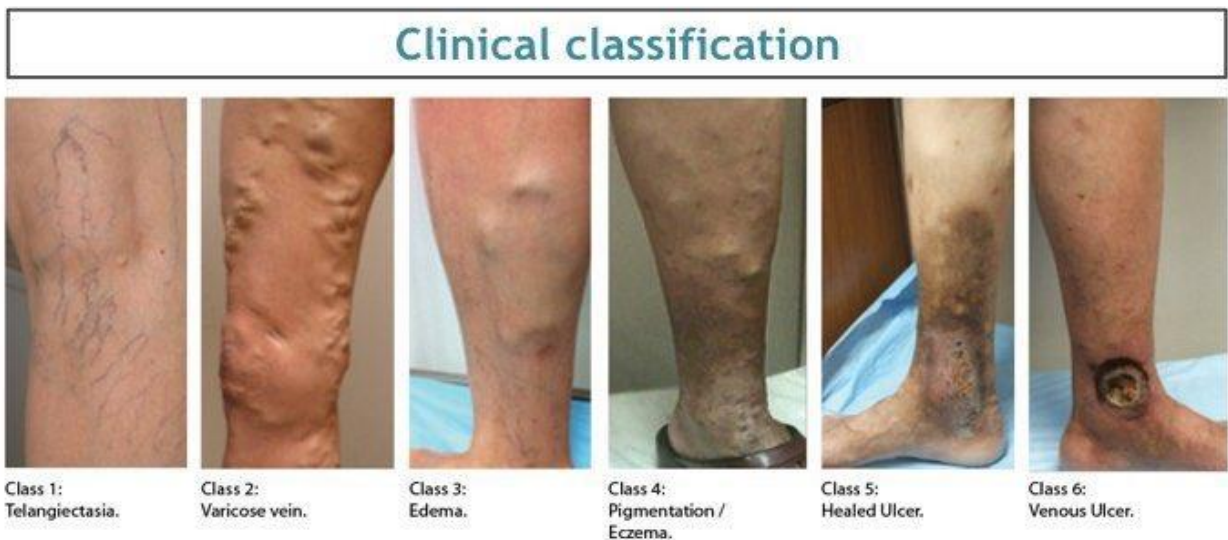 Clinical classification
Class 1:
Telangiectasia.
Class 2:
Varicose vein.
Class 3:
Edema.
Class 4:
Pigmentation /
Eczema.
Class 5:
Healed Ulcer.
Class 6:
Venous Ulcer.